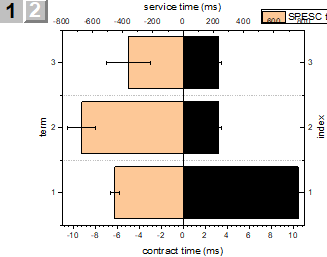 1 2
service time (ms)
-800 -600 -400 -200 0 200 400 600 800
SPESC
3 3
term 2 2 index
1 1
-10 -8 -6 -4 -2 0 2 4 6 8 10
contract time (ms)